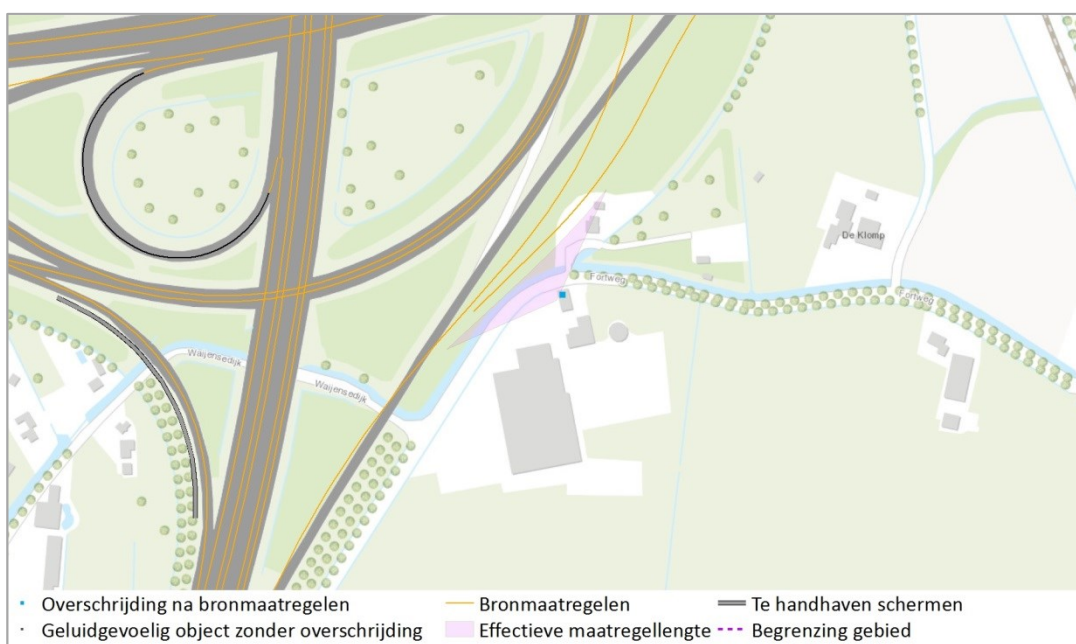 De Klomp
Fortweg
Fortweg
Waijensedijk
Waijensedijk
Overschrijding na bronmaatregelen
Bronmaatregelen
Te handhaven schermen
Geluidgevoelig object zonder overschrijding
Effectieve maatregellengte
Begrenzing gebied